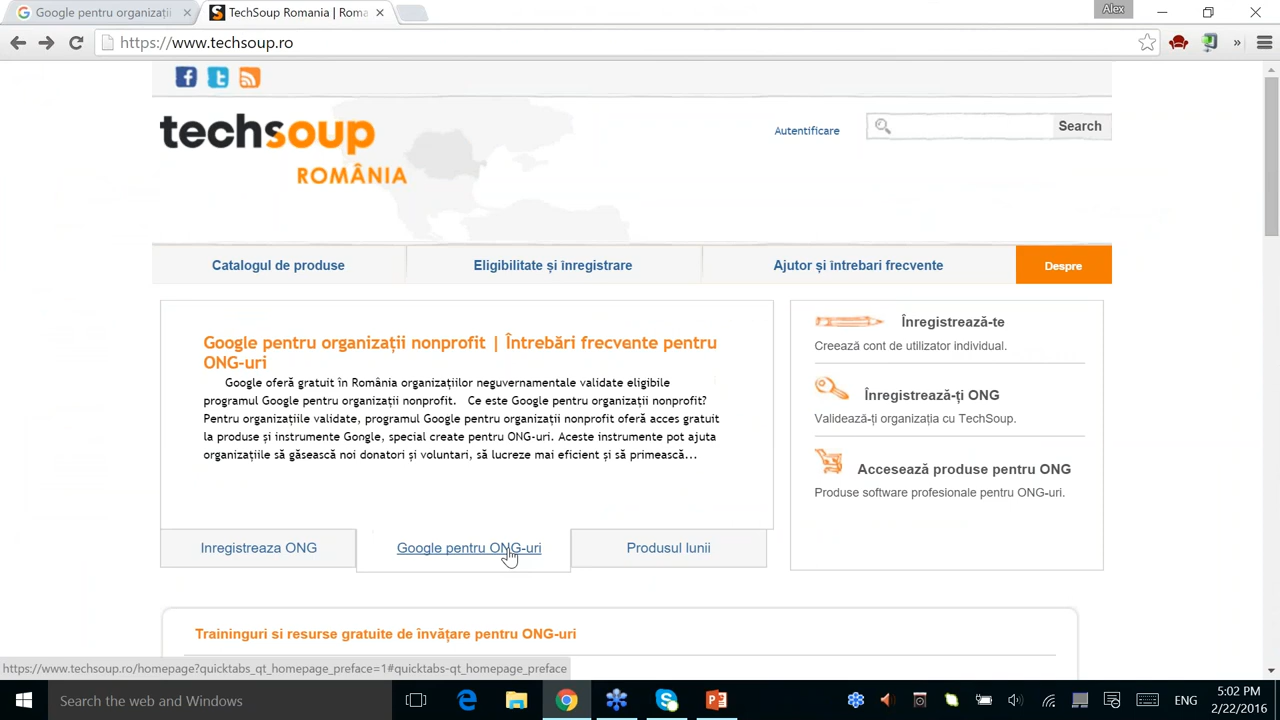 Google pentru organizații
TechSoup Romania | Roma
Alex
https://www.techsoup.ro
techsoup
ROMÂNIA
Autentificare
Search
Catalogul de produse
Eligibilitate și înregistrare
Ajutor și întrebari frecvente
Despre
Google pentru organizații nonprofit | Întrebări frecvente pentru
ONG-uri
Google oferă gratuit în România organizațiilor neguvernamentale validate eligibile
programul Google pentru organizații nonprofit. Ce este Google pentru organizații nonprofit?
Pentru organizațiile validate, programul Google pentru organizații nonprofit oferă acces gratuit
la produse și instrumente Gongle, special create pentru ONG-uri. Aceste instrumente pot ajuta
organizațiile să găsească noi donatori și voluntari, să lucreze mai eficient și să primească...
Inregistreaza ONG
Google pentru ONG-uri
Produsul lunii
Înregistrează-te
Creează cont de utilizator individual.
Înregistrează-ți ONG
Validează-ți organizația cu TechSoup.
Accesează produse pentru ONG
Produse software profesionale pentru ONG-uri.
Traininguri si resurse gratuite de învățare pentru ONG-uri
https://www.techsoup.ro/homepage?quicktabs_qt_homepage_preface=1#quicktabs-qt_homepage_preface
Search the web and Windows
ENG
5:02 PM
2/22/2016